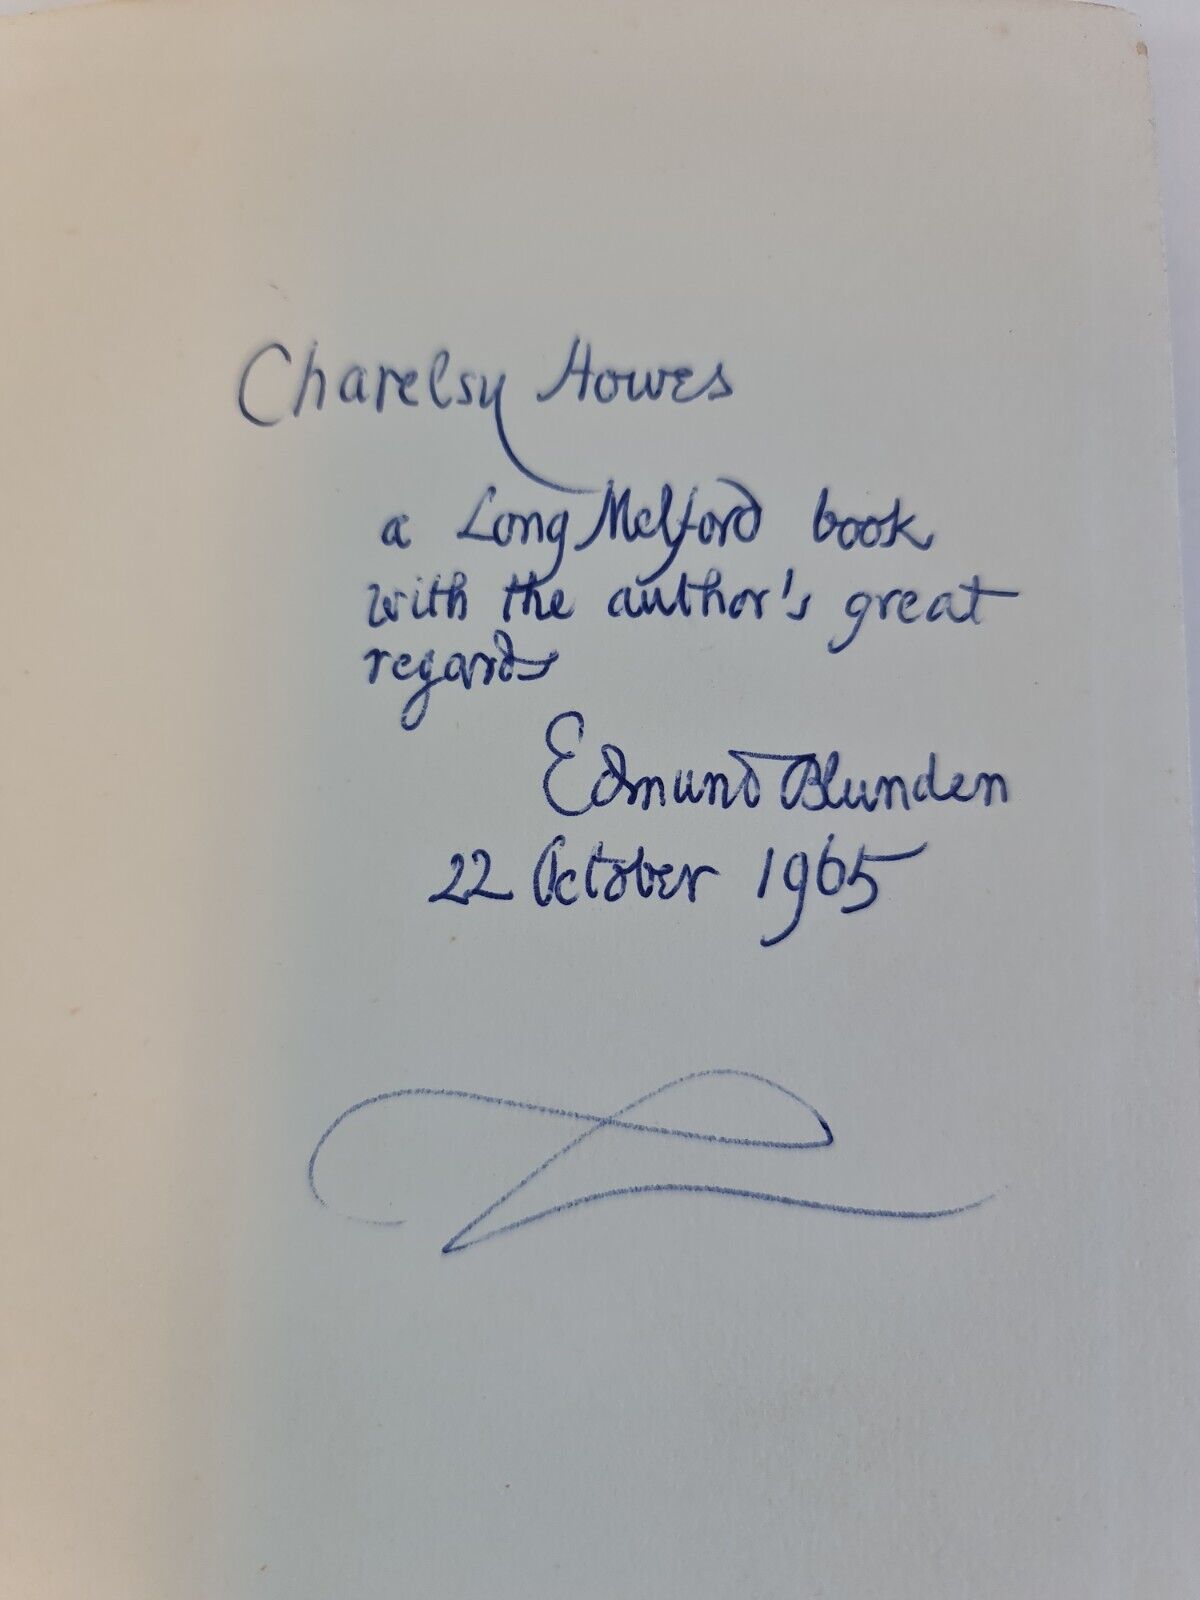 Charelsy Howes
a Long Melford book
with the author's great
regards
Edmund Blunden
22 October 1965